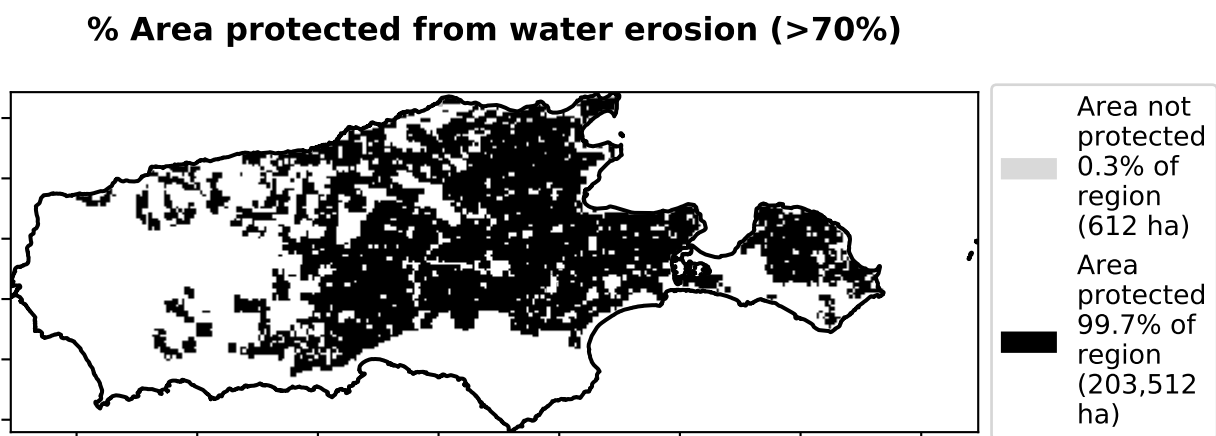 % Area protected from water erosion (>70%)
Area not
protected
0.3% of
region
(612 ha)
Area
protected
99.7% of
region
(203,512
ha)